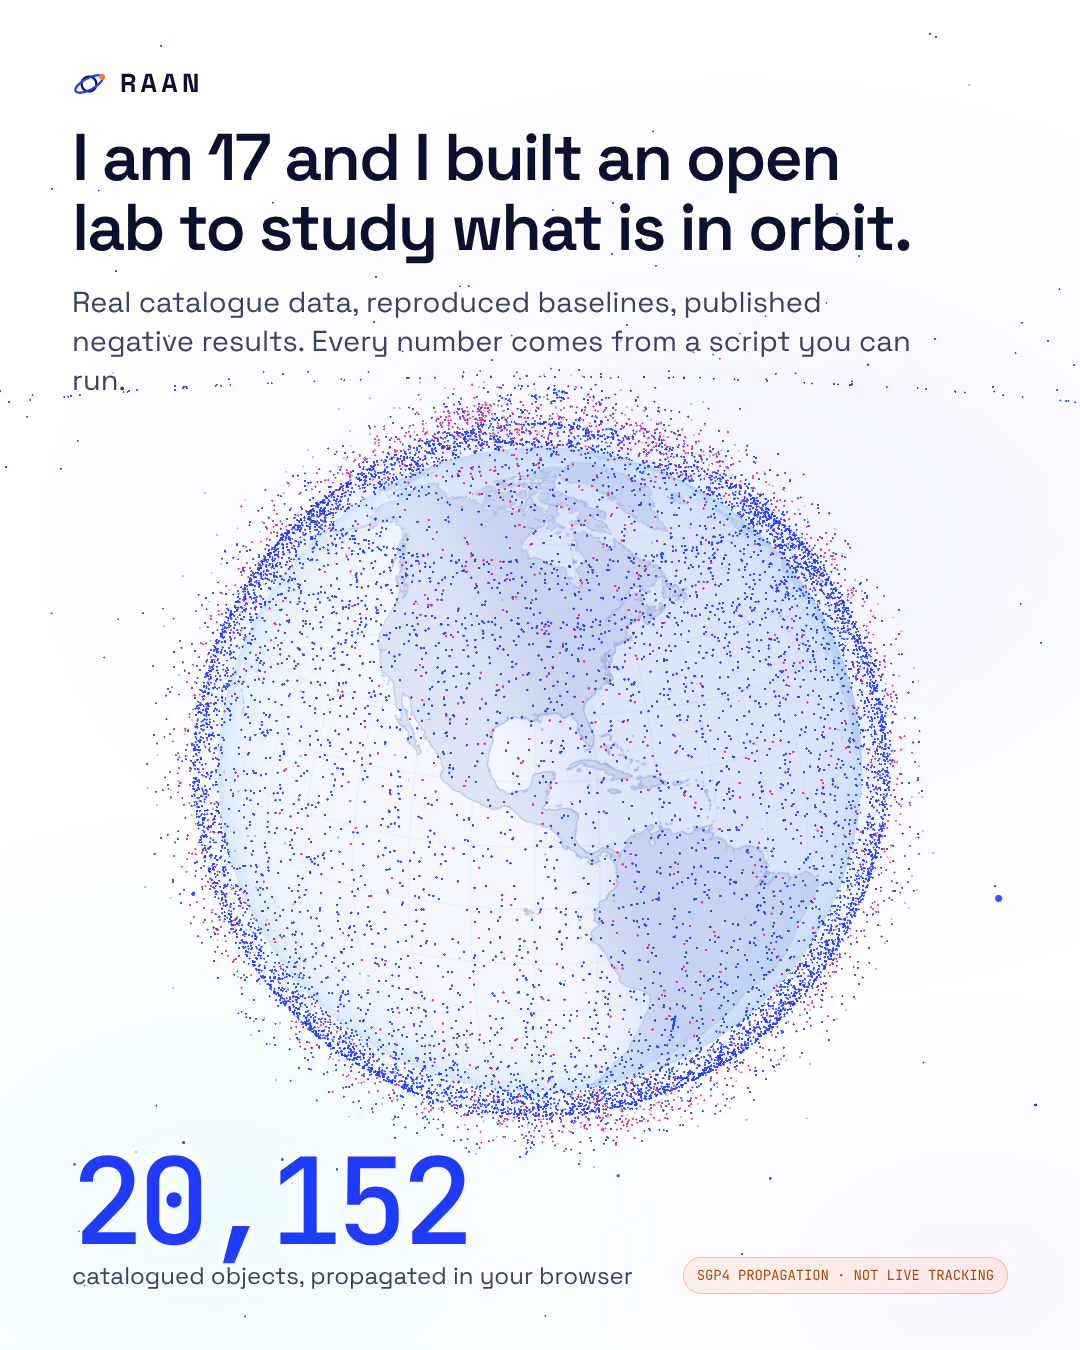 RAAN
I am 17 and I built an open
lab to study what is in orbit.
Real catalogue data, reproduced baselines, published
negative results. Every number comes from a script you can
run.
20,152
catalogued objects, propagated in your browser
SGP4 PROPAGATION · NOT LIVE TRACKING